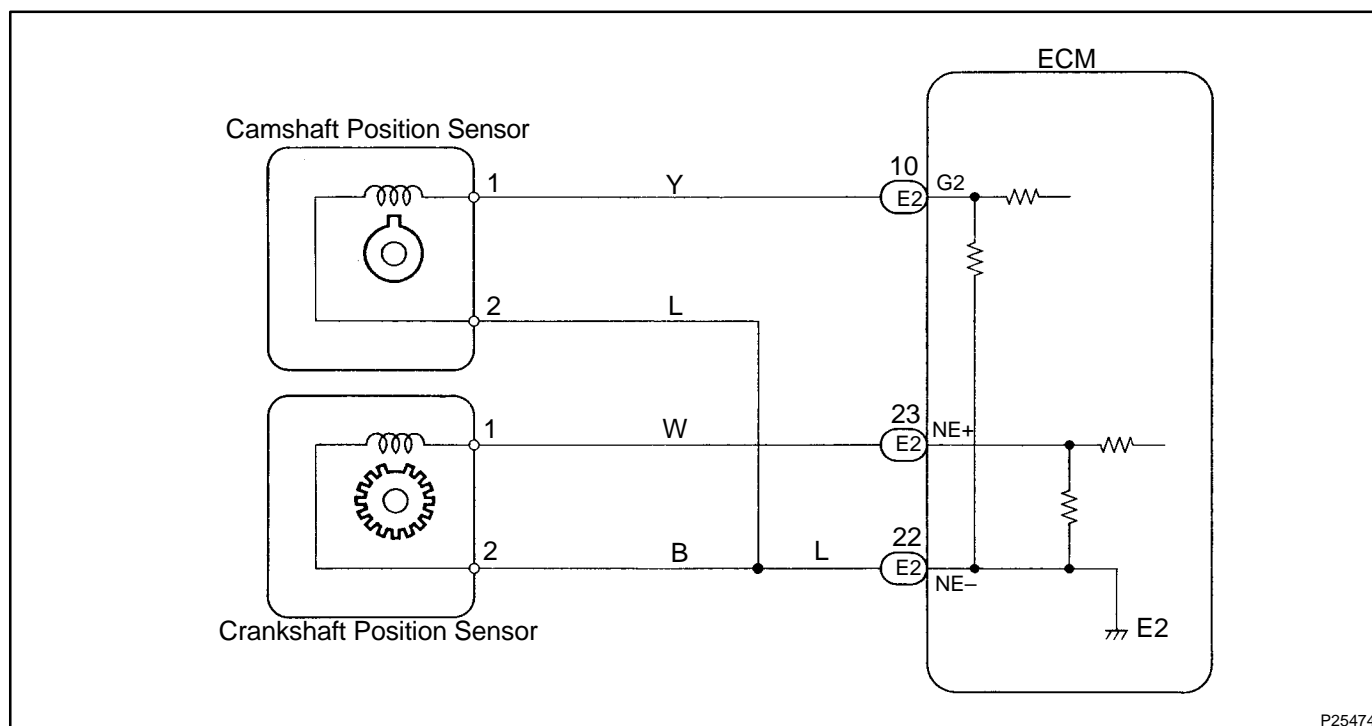 ECM
Camshaft Position Sensor
1
Y
10
E2
G2
2
L
1
W
23
E2
NE+
2
B
L
22
E2
NE–
E2
Crankshaft Position Sensor
P25474